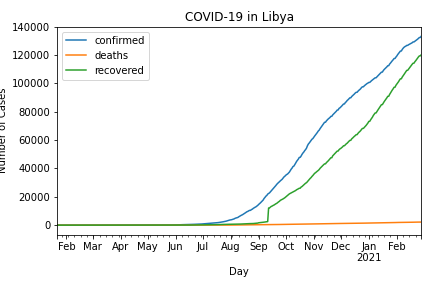 COVID-19 in Libya
140000
120000
100000
80000
60000
40000
20000
0
confirmed
deaths
recovered
Number of Cases
Feb Mar Apr May Jun Jul Aug Sep Oct Nov Dec Jan Feb
2021
Day